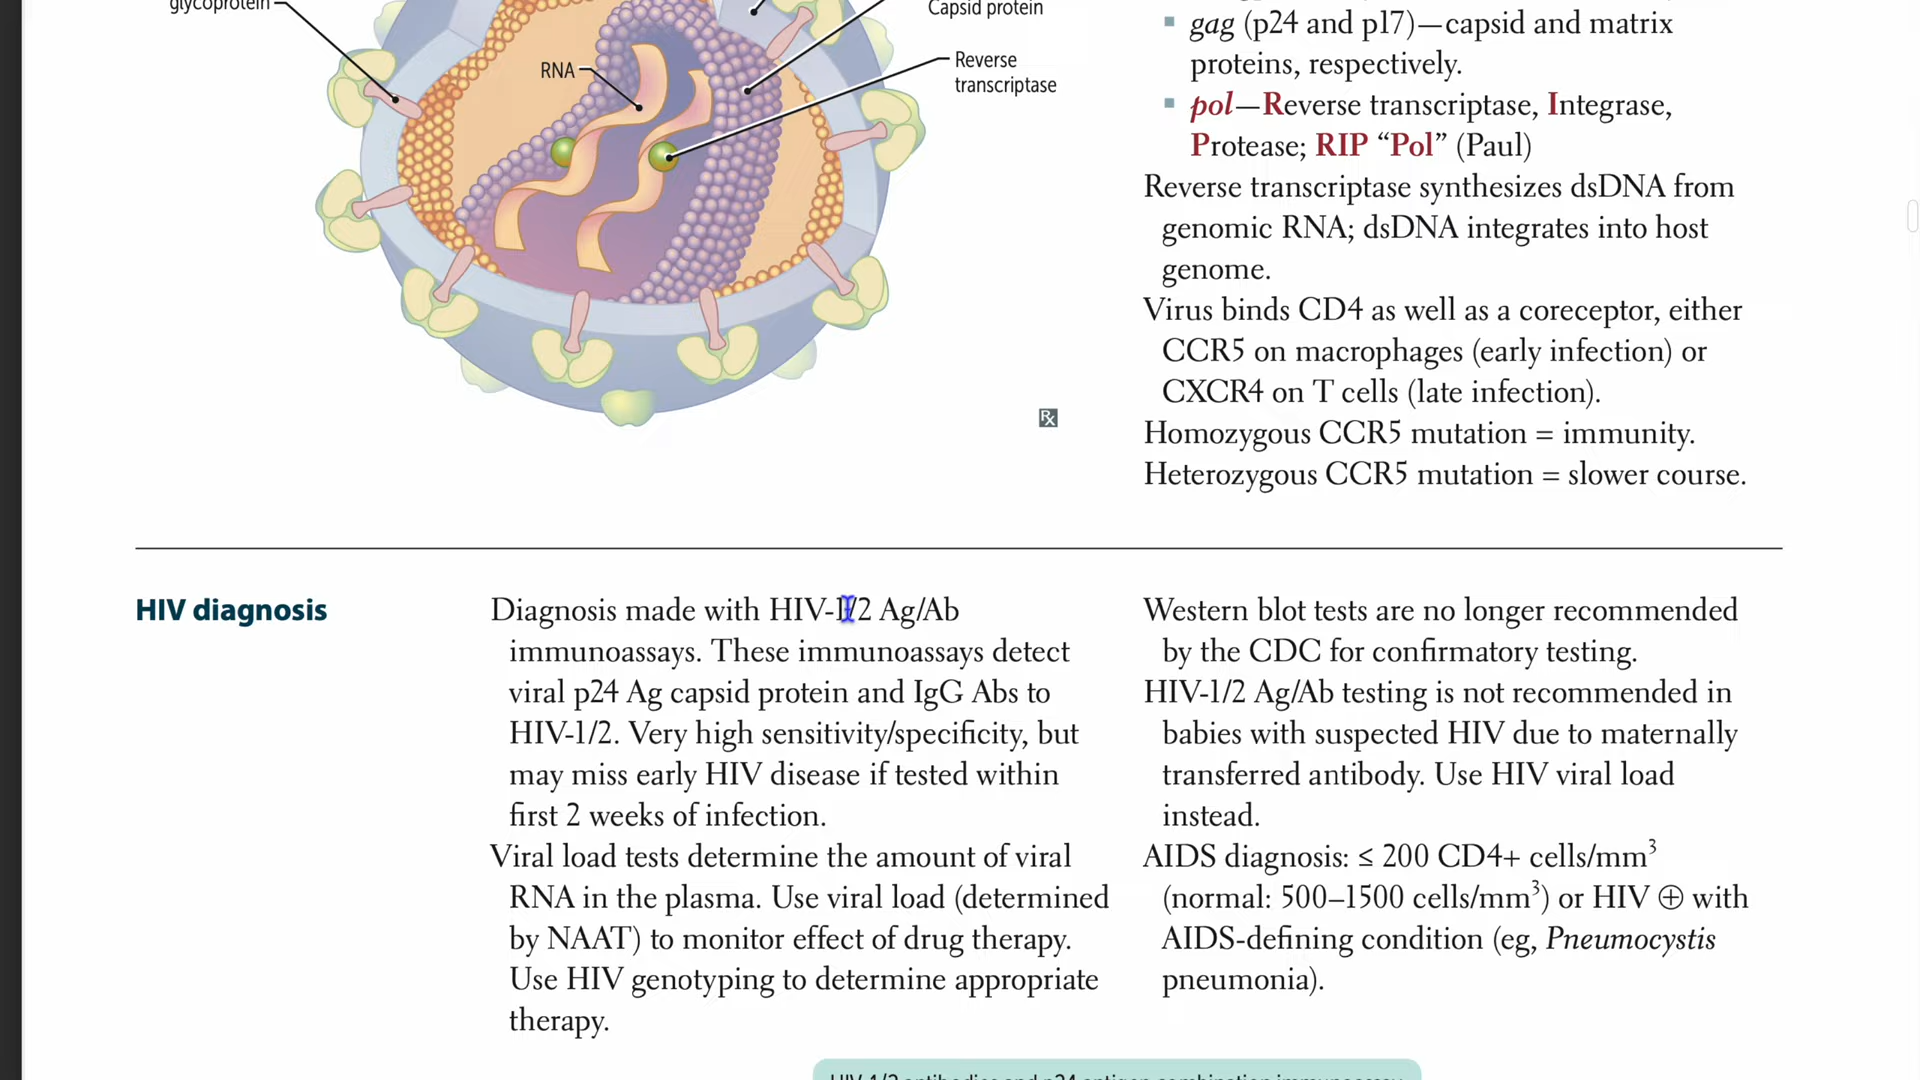 glycoprotein
Capsid protein
Reverse
transcriptase
RNA
Rx
gag (p24 and p17)—capsid and matrix
proteins, respectively.
pol—Reverse transcriptase, Integrase,
Protease; RIP “Pol” (Paul)
Reverse transcriptase synthesizes dsDNA from
genomic RNA; dsDNA integrates into host
genome.
Virus binds CD4 as well as a coreceptor, either
CCR5 on macrophages (early infection) or
CXCR4 on T cells (late infection).
Homozygous CCR5 mutation = immunity.
Heterozygous CCR5 mutation = slower course.
HIV diagnosis
Diagnosis made with HIV-1/2 Ag/Ab
immunoassays. These immunoassays detect
viral p24 Ag capsid protein and IgG Abs to
HIV-1/2. Very high sensitivity/specificity, but
may miss early HIV disease if tested within
first 2 weeks of infection.
Viral load tests determine the amount of viral
RNA in the plasma. Use viral load (determined
by NAAT) to monitor effect of drug therapy.
Use HIV genotyping to determine appropriate
therapy.
Western blot tests are no longer recommended
by the CDC for confirmatory testing.
HIV-1/2 Ag/Ab testing is not recommended in
babies with suspected HIV due to maternally
transferred antibody. Use HIV viral load
instead.
AIDS diagnosis: ≤ 200 CD4+ cells/mm³
(normal: 500–1500 cells/mm³) or HIV ⊕ with
AIDS-defining condition (eg, Pneumocystis
pneumonia).
HIV-1/2 antibodies and p24 antigen combination immunoassay